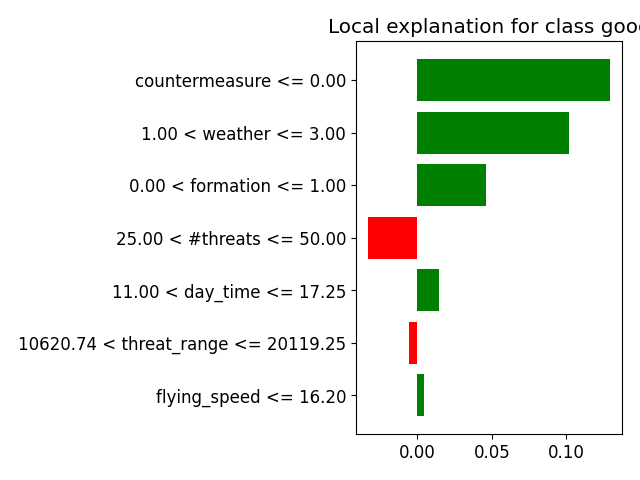 Local explanation for class good
countermeasure <= 0.00
1.00 < weather <= 3.00
0.00 < formation <= 1.00
25.00 < #threats <= 50.00
11.00 < day_time <= 17.25
10620.74 < threat_range <= 20119.25
flying_speed <= 16.20
0.00 0.05 0.10